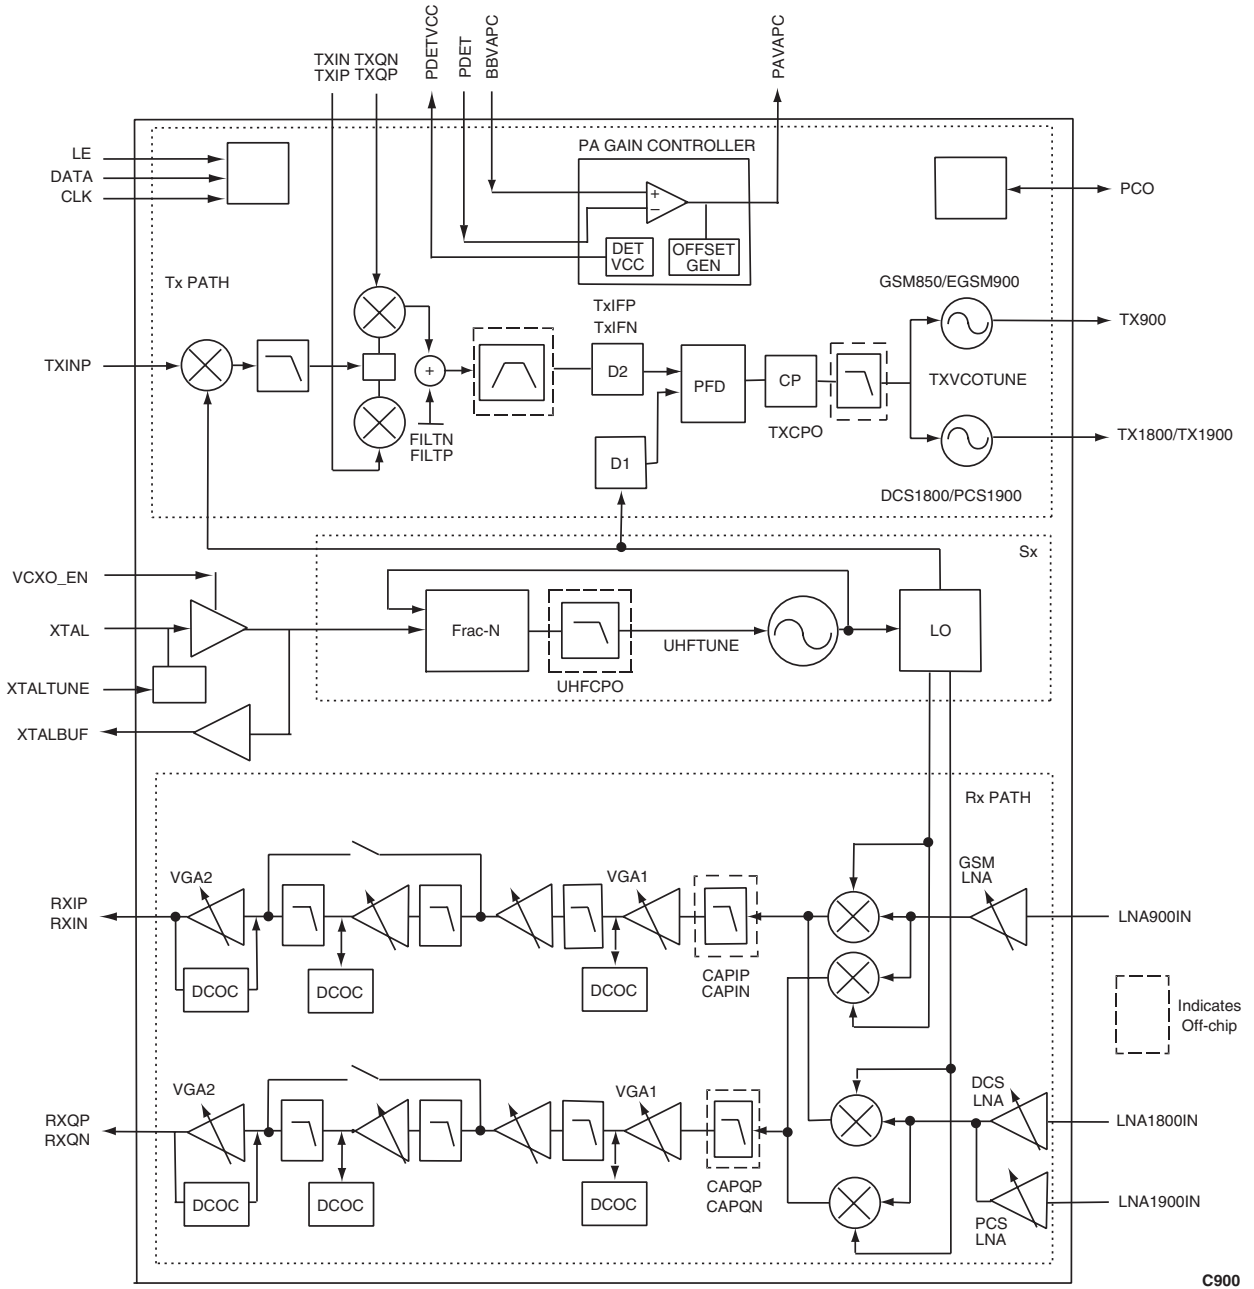 TXIN TXQN
TXIP TXQP
PDETVCC
PDET
BBVAPC
PAVAPC
LE
DATA
CLK
PA GAIN CONTROLLER
+
−
DET
VCC
OFFSET
GEN
PCO
Tx PATH
TxIFP
TxIFN
GSM850/EGSM900
TX900
TXINP
+
D2
PFD
CP
TXVCOTUNE
TXCPO
FILTN
FILTP
D1
TX1800/TX1900
DCS1800/PCS1900
Sx
VCXO_EN
XTAL
Frac-N
UHFTUNE
LO
XTALTUNE
UHFCPO
XTALBUF
Rx PATH
GSM
LNA
VGA2
VGA1
RXIP
RXIN
LNA900IN
CAPIP
CAPIN
DCOC
DCOC
DCOC
Indicates
Off-chip
VGA2
VGA1
DCS
LNA
RXQP
RXQN
LNA1800IN
CAPQP
CAPQN
DCOC
DCOC
DCOC
LNA1900IN
PCS
LNA
C900